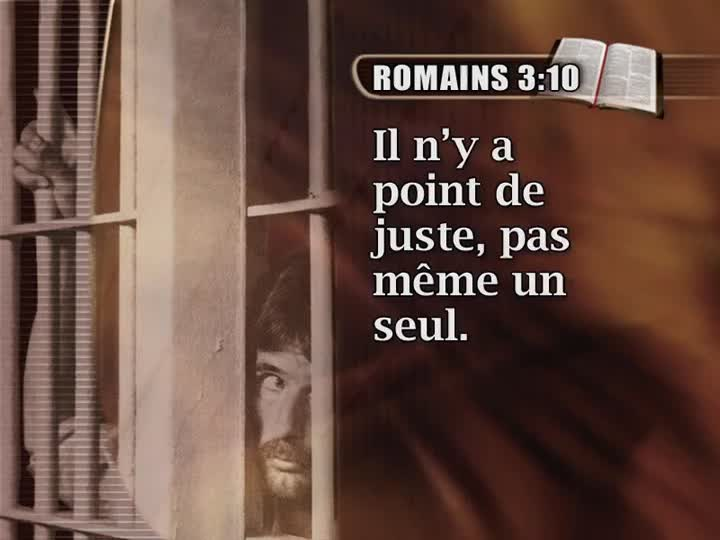 ROMAINS 3:10
Il n’y a
point de
juste, pas
même un
seul.